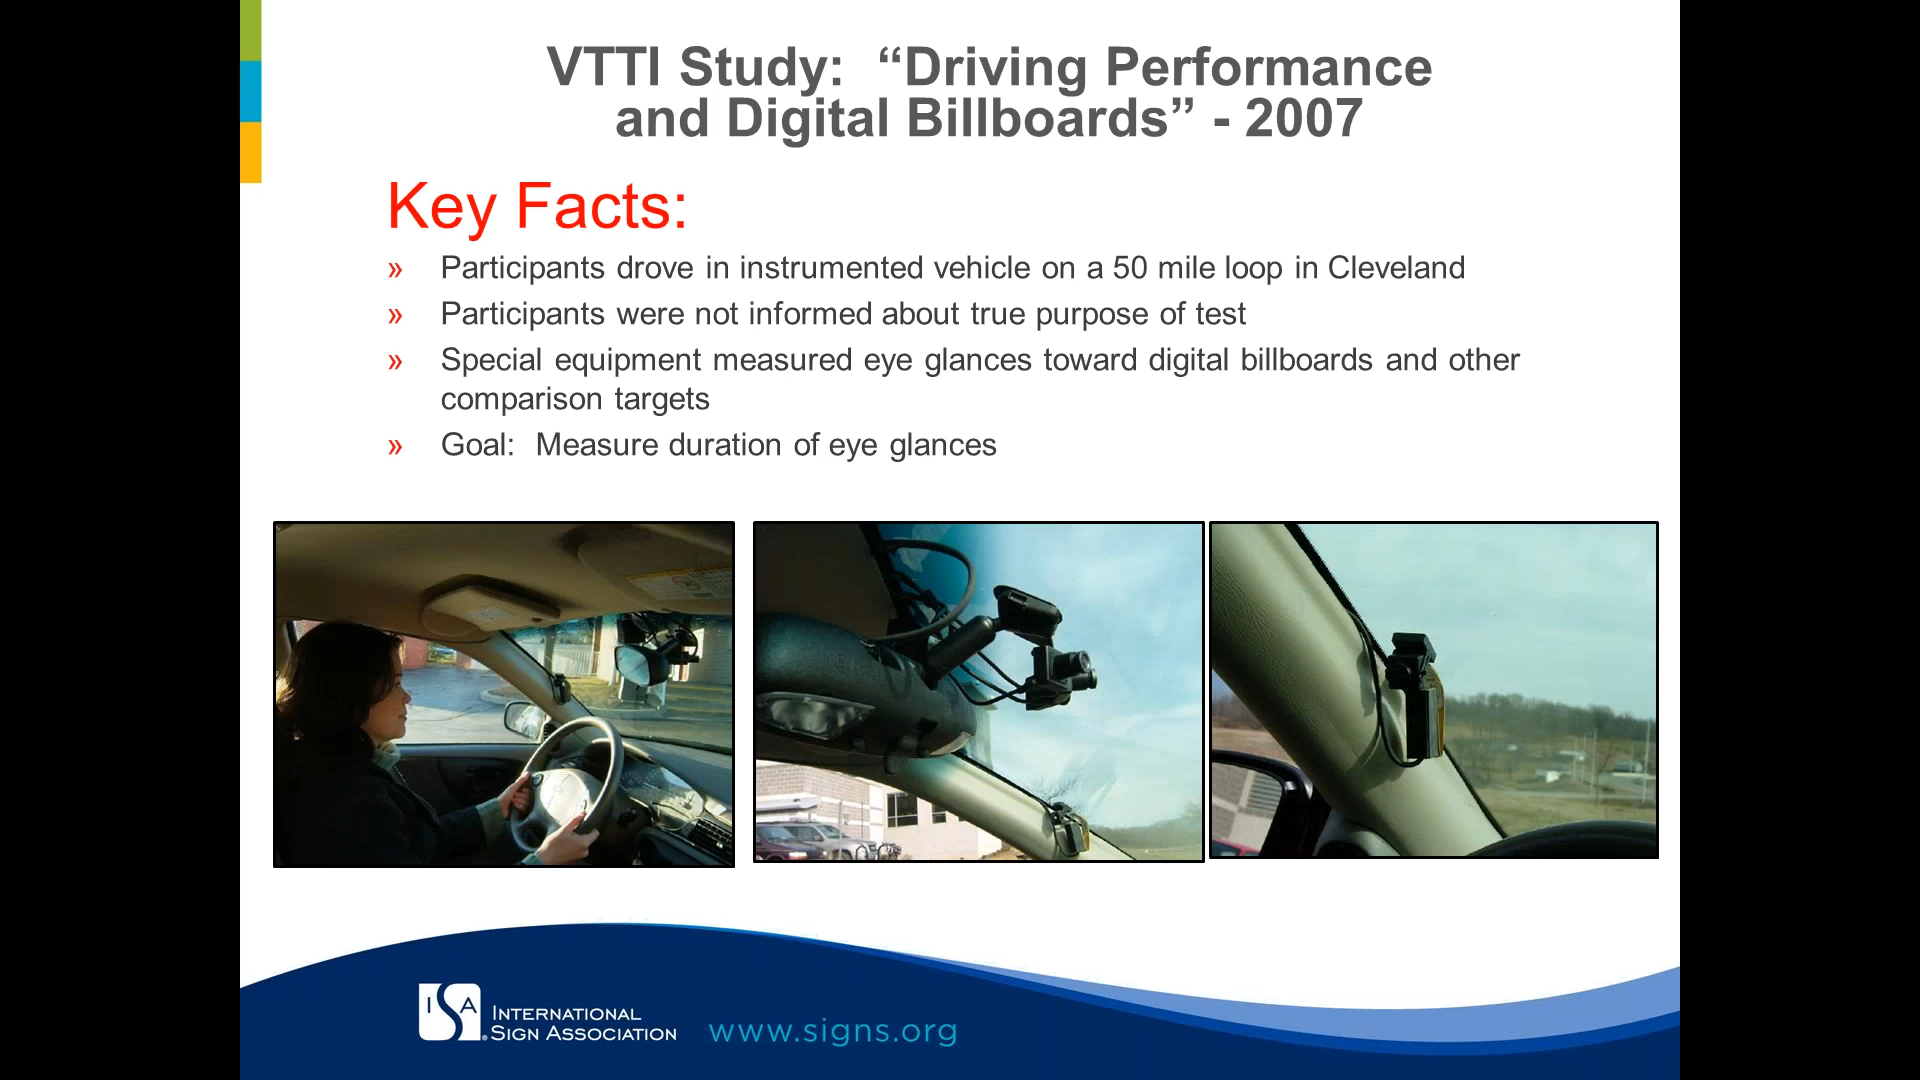 VTTI Study: “Driving Performance
and Digital Billboards” - 2007
Key Facts:
» Participants drove in instrumented vehicle on a 50 mile loop in Cleveland
» Participants were not informed about true purpose of test
» Special equipment measured eye glances toward digital billboards and other
comparison targets
» Goal: Measure duration of eye glances
ISA
INTERNATIONAL
SIGN ASSOCIATION
www.signs.org